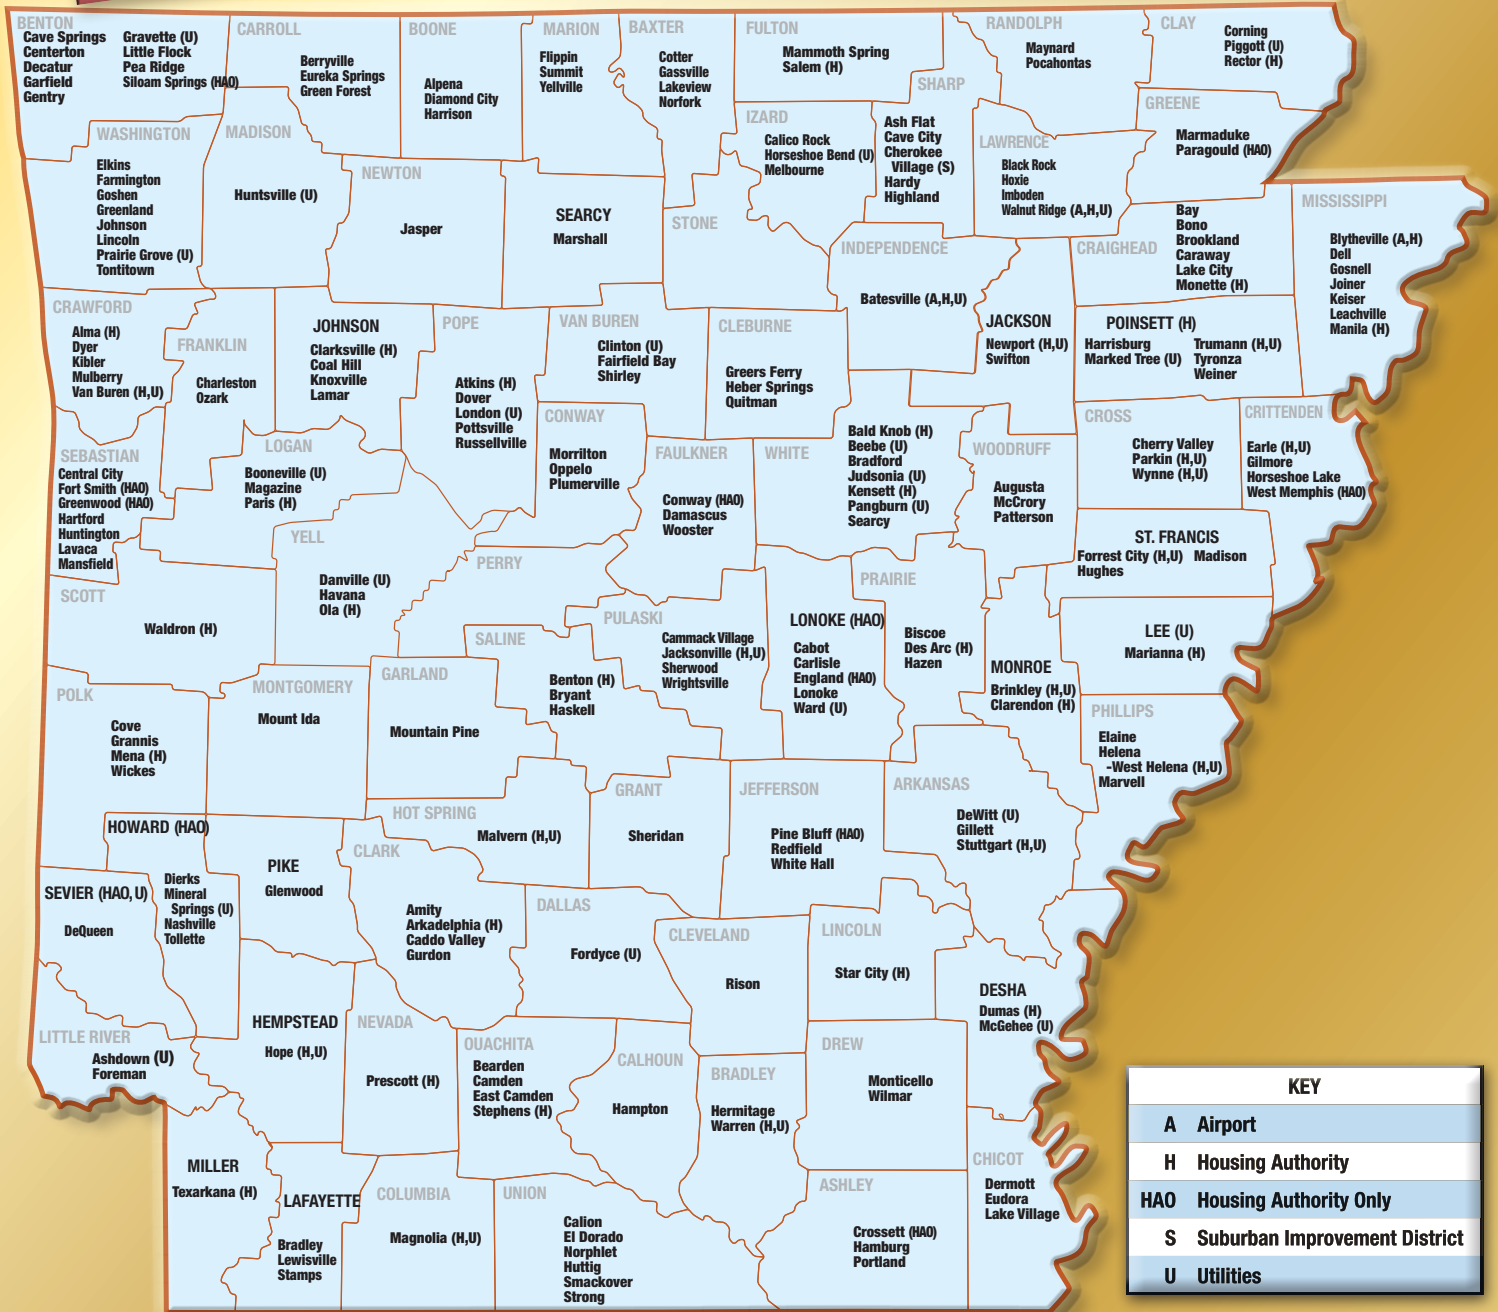 BENTON
Cave Springs
Centerton
Decatur
Garfield
Gentry
Gravette (U)
Little Flock
Pea Ridge
Siloam Springs (HAO)
CARROLL
Berryville
Eureka Springs
Green Forest
BOONE
Alpena
Diamond City
Harrison
MARION
Flippin
Summit
Yellville
BAXTER
Cotter
Gassville
Lakeview
Norfork
FULTON
Mammoth Spring
Salem (H)
SHARP
Ash Flat
Cave City
Cherokee
Village (S)
Hardy
Highland
RANDOLPH
Maynard
Pocahontas
CLAY
Corning
Piggott (U)
Rector (H)
GREENE
Marmaduke
Paragould (HAO)
WASHINGTON
Elkins
Farmington
Goshen
Greenland
Johnson
Lincoln
Prairie Grove (U)
Tontitown
MADISON
Huntsville (U)
NEWTON
Jasper
SEARCY
Marshall
STONE
IZARD
Calico Rock
Horseshoe Bend (U)
Melbourne
LAWRENCE
Black Rock
Hoxie
Imboden
Walnut Ridge (A,H,U)
INDEPENDENCE
Batesville (A,H,U)
CRAIGHEAD
Bay
Bono
Brookland
Caraway
Lake City
Monette (H)
MISSISSIPPI
Blytheville (A,H)
Dell
Gosnell
Joiner
Keiser
Leachville
Manila (H)
CRAWFORD
Alma (H)
Dyer
Kibler
Mulberry
Van Buren (H,U)
FRANKLIN
Charleston
Ozark
JOHNSON
Clarksville (H)
Coal Hill
Knoxville
Lamar
POPE
Atkins (H)
Dover
London (U)
Pottsville
Russellville
VAN BUREN
Clinton (U)
Fairfield Bay
Shirley
CLEBURNE
Greers Ferry
Heber Springs
Quitman
JACKSON
Newport (H,U)
Swifton
POINSETT (H)
Harrisburg
Marked Tree (U)
Trumann (H,U)
Tyronza
Weiner
SEBASTIAN
Central City
Fort Smith (HAO)
Greenwood (HAO)
Hartford
Huntington
Lavaca
Mansfield
LOGAN
Booneville (U)
Magazine
Paris (H)
CONWAY
Morrilton
Oppelo
Plumerville
FAULKNER
Conway (HAO)
Damascus
Wooster
WHITE
Bald Knob (H)
Beebe (U)
Bradford
Judsonia (U)
Kensett (H)
Pangburn (U)
Searcy
WOODRUFF
Augusta
McCrory
Patterson
CROSS
Cherry Valley
Parkin (H,U)
Wynne (H,U)
CRITTENDEN
Earle (H,U)
Gilmore
Horseshoe Lake
West Memphis (HAO)
ST. FRANCIS
Forrest City (H,U)
Hughes
Madison
SCOTT
Waldron (H)
YELL
Danville (U)
Havana
Ola (H)
PERRY
SALINE
Benton (H)
Bryant
Haskell
PULASKI
Cammack Village
Jacksonville (H,U)
Sherwood
Wrightsville
LONOKE (HAO)
Cabot
Carlisle
England (HAO)
Lonoke
Ward (U)
PRAIRIE
Biscoe
Des Arc (H)
Hazen
MONROE
Brinkley (H,U)
Clarendon (H)
LEE (U)
Marianna (H)
PHILLIPS
Elaine
Helena
-West Helena (H,U)
Marvell
POLK
Cove
Grannis
Mena (H)
Wickes
MONTGOMERY
Mount Ida
GARLAND
Mountain Pine
HOT SPRING
Malvern (H,U)
GRANT
Sheridan
JEFFERSON
Pine Bluff (HAO)
Redfield
White Hall
ARKANSAS
DeWitt (U)
Gillett
Stuttgart (H,U)
HOWARD (HAO)
Dierks
Mineral
Springs (U)
Nashville
Tollette
SEVIER (HAO, U)
DeQueen
PIKE
Glenwood
CLARK
Amity
Arkadelphia (H)
Caddo Valley
Gurdon
DALLAS
Fordyce (U)
CLEVELAND
Rison
LINCOLN
Star City (H)
DESHA
Dumas (H)
McGehee (U)
LITTLE RIVER
Ashdown (U)
Foreman
HEMPSTEAD
Hope (H,U)
NEVADA
Prescott (H)
OUACHITA
Bearden
Camden
East Camden
Stephens (H)
CALHOUN
Hampton
BRADLEY
Hermitage
Warren (H,U)
DREW
Monticello
Wilmar
CHICOT
Dermott
Eudora
Lake Village
MILLER
Texarkana (H)
LAFAYETTE
Bradley
Lewisville
Stamps
COLUMBIA
Magnolia (H,U)
UNION
Calion
El Dorado
Norphlet
Huttig
Smackover
Strong
ASHLEY
Crossett (HAO)
Hamburg
Portland
KEY
A Airport
H Housing Authority
HAO Housing Authority Only
S Suburban Improvement District
U Utilities